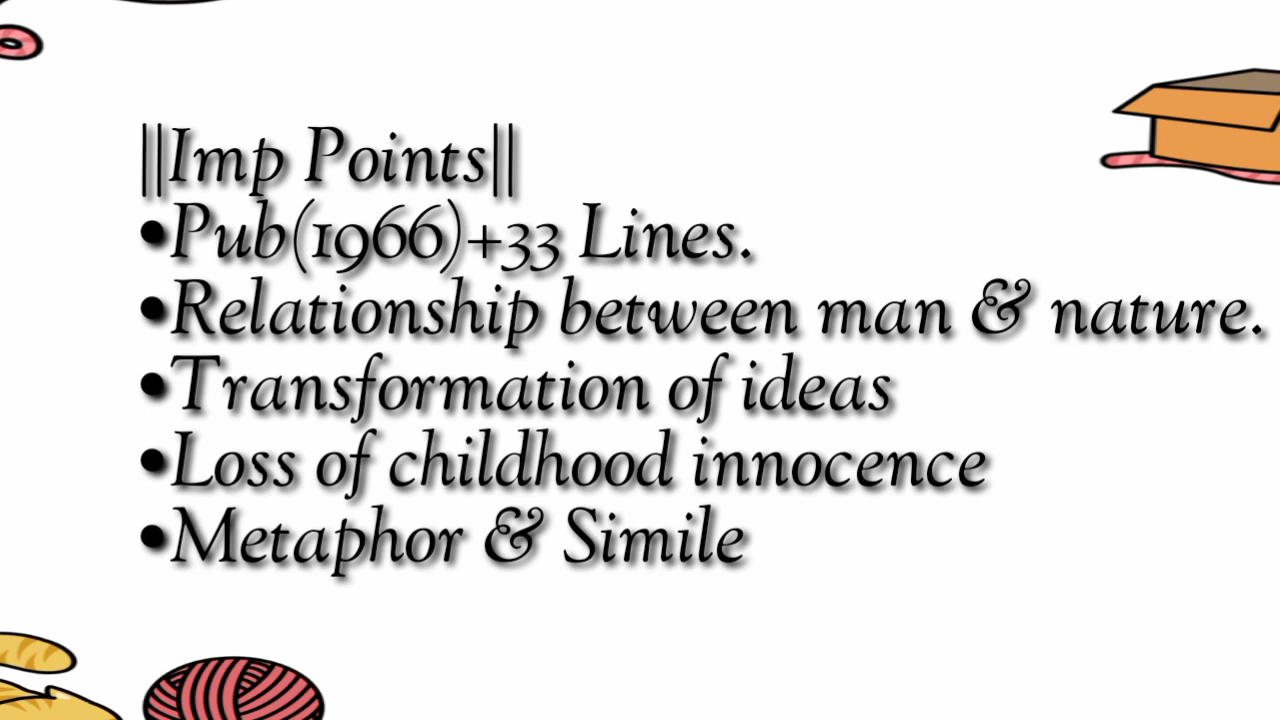 ||Imp Points||
•Pub(1966)+33 Lines.
•Relationship between man & nature.
•Transformation of ideas
•Loss of childhood innocence
•Metaphor & Simile